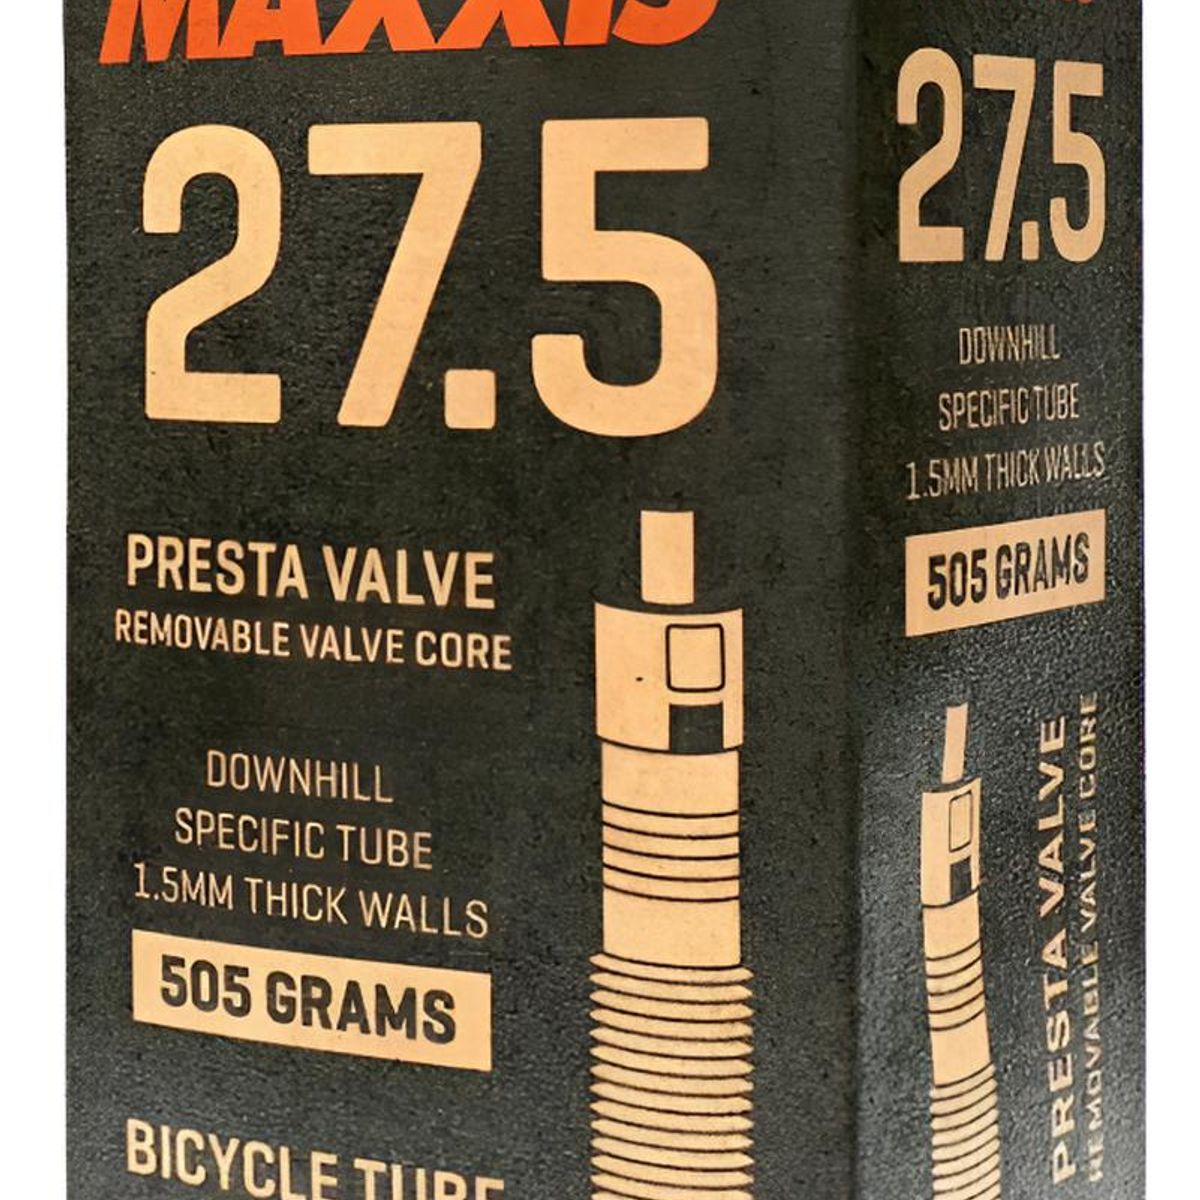 MAXXIS
27.5
PRESTA VALVE
REMOVABLE VALVE CORE
DOWNHILL
SPECIFIC TUBE
1.5MM THICK WALLS
505 GRAMS
BICYCLE TUBE
27.5
DOWNHILL
SPECIFIC TUBE
1.5MM THICK WALLS
505 GRAMS
PRESTA VALVE
REMOVABLE VALVE CORE